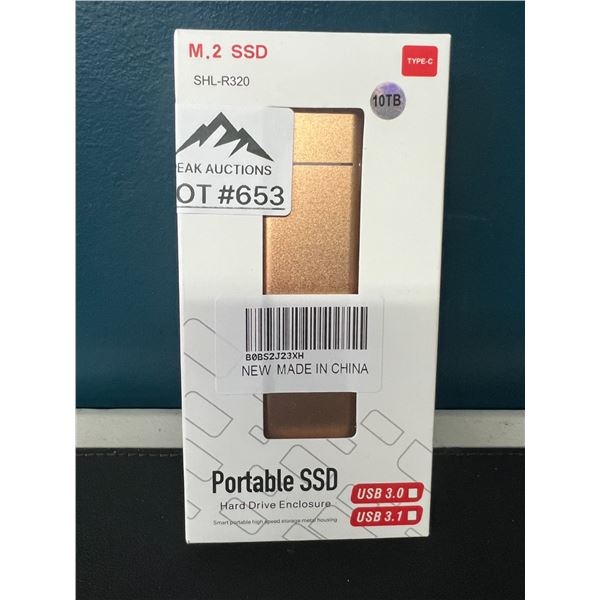 M.2 SSD
TYPE-C
SHL-R320
10TB
EAK AUCTIONS
OT #653
B0BS2J23XH
NEW MADE IN CHINA
Portable SSD
Hard Drive Enclosure
Smart portable high speed storage metal housing
USB 3.0
USB 3.1